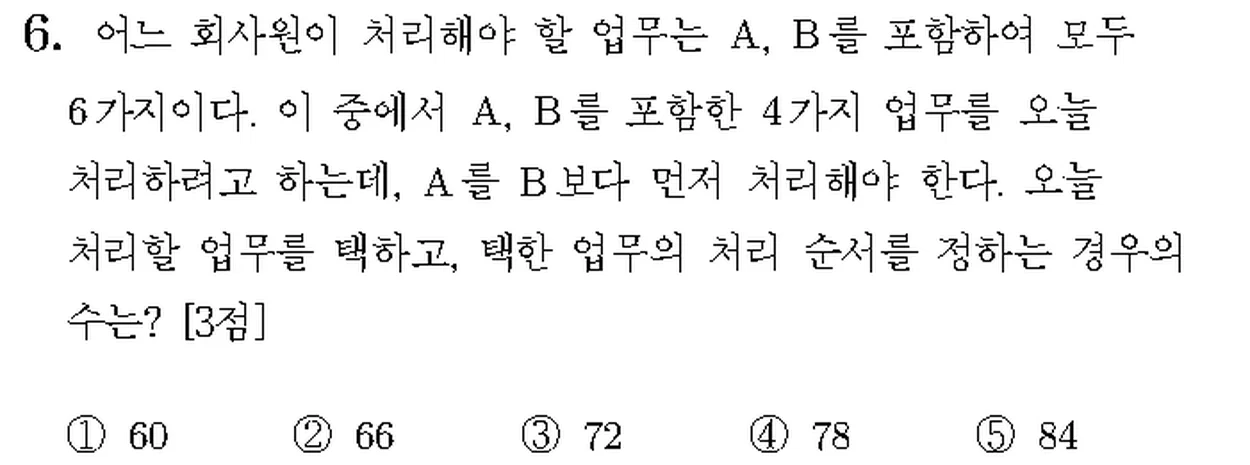 6. 어느 회사원이 처리해야 할 업무는 A, B를 포함하여 모두
6가지이다. 이 중에서 A, B를 포함한 4가지 업무를 오늘
처리하려고 하는데, A를 B보다 먼저 처리해야 한다. 오늘
처리할 업무를 택하고, 택한 업무의 처리 순서를 정하는 경우의
수는? [3점]
① 60 ② 66 ③ 72 ④ 78 ⑤ 84